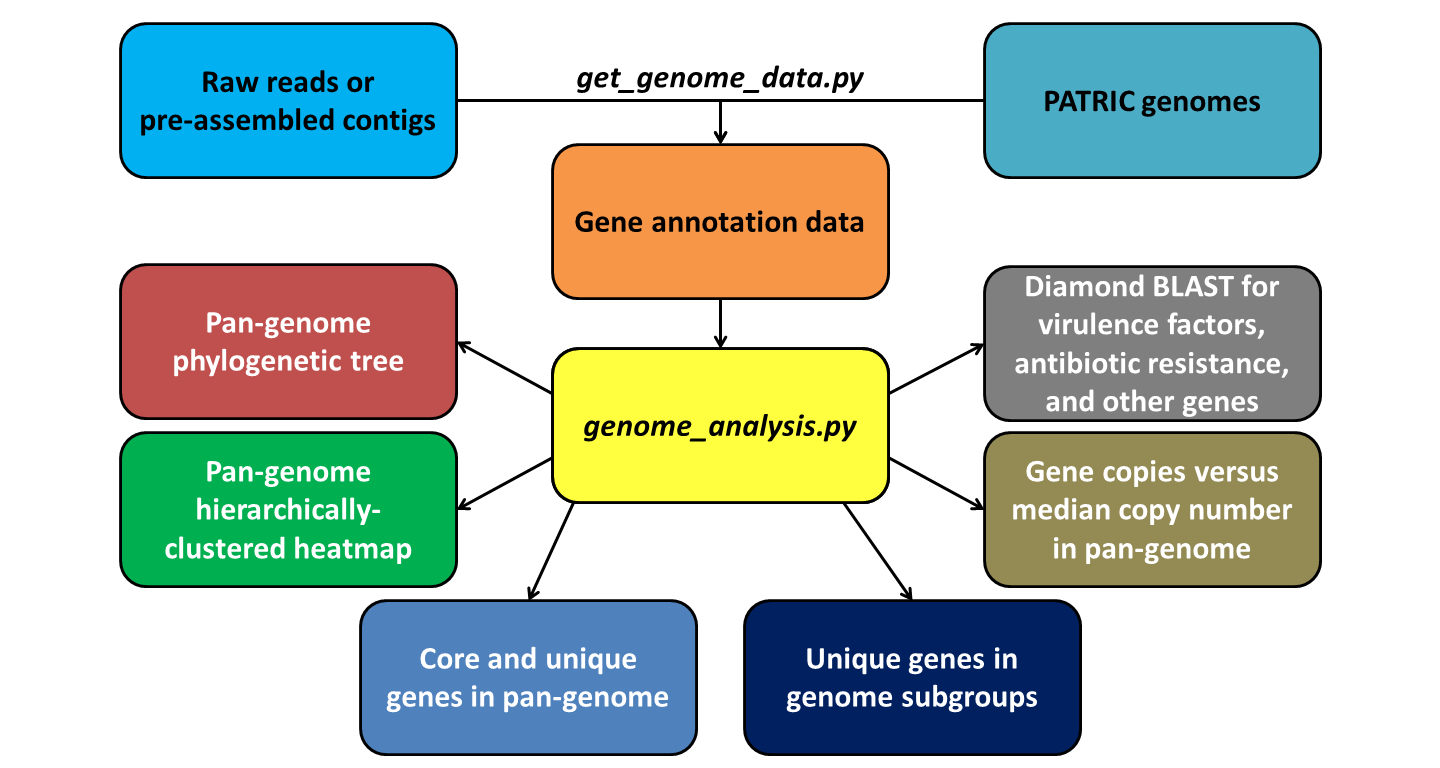 Raw reads or
pre-assembled contigs
get_genome_data.py
PATRIC genomes
Gene annotation data
Pan-genome
phylogenetic tree
Diamond BLAST for
virulence factors,
antibiotic resistance,
and other genes
genome_analysis.py
Pan-genome
hierarchically-
clustered heatmap
Gene copies versus
median copy number
in pan-genome
Core and unique
genes in pan-genome
Unique genes in
genome subgroups